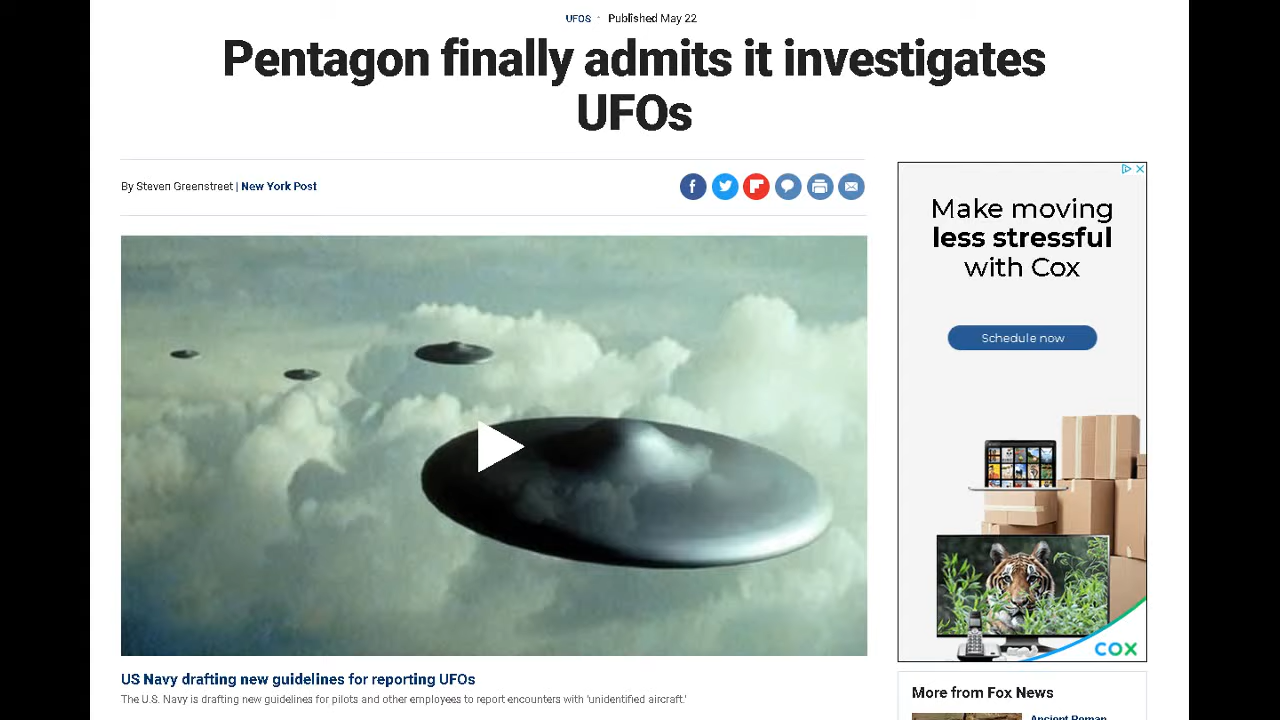 UFOS · Published May 22
Pentagon finally admits it investigates
UFOs
By Steven Greenstreet | New York Post
Make moving
less stressful
with Cox
Schedule now
COX
US Navy drafting new guidelines for reporting UFOs
The U.S. Navy is drafting new guidelines for pilots and other employees to report encounters with 'unidentified aircraft.'
More from Fox News
Ancient Roman